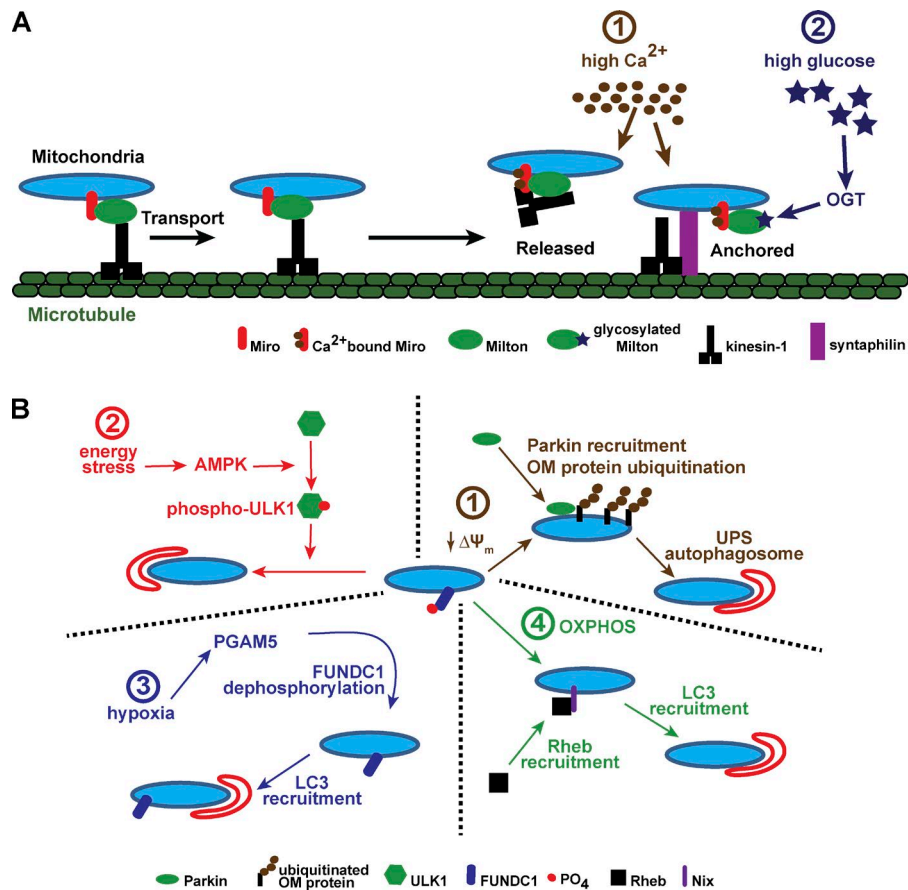 A
①
high Ca2+
②
high glucose
Mitochondria
Transport
OGT
Released
Anchored
Microtubule
Miro
Ca2+bound Miro
Milton
glycosylated
Milton
kinesin-1
syntaphilin
B
②
energy
stress
AMPK
phospho-ULK1
①
↓ ΔΨm
Parkin recruitment
OM protein ubiquitination
UPS
autophagosome
③
hypoxia
PGAM5
FUNDC1
dephosphorylation
LC3
recruitment
④ OXPHOS
Rheb
recruitment
LC3
recruitment
Parkin
ubiquitinated
OM protein
ULK1
FUNDC1
PO4
Rheb
Nix